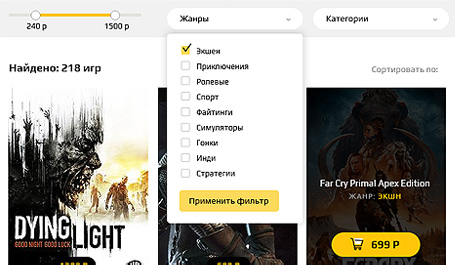 Жанры
Категории
240 р
1500 р
Найдено: 218 игр
Сортировать по:
Экшен
Приключения
Ролевые
Спорт
Файтинги
Симуляторы
Гонки
Инди
Стратегии
Применить фильтр
DYING LIGHT
GOOD NIGHT GOOD LUCK
Far Cry Primal Apex Edition
ЖАНР: ЭКШН
699 Р